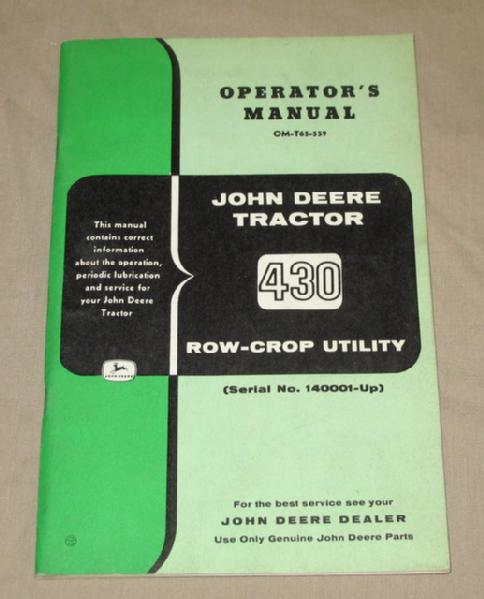 OPERATOR'S
MANUAL
OM-T65-559
JOHN DEERE
TRACTOR
430
ROW-CROP UTILITY
(Serial No. 140001-Up)
This manual
contains correct
information
about the operation,
periodic lubrication
and service for
your John Deere
Tractor
JOHN DEERE
For the best service see your
JOHN DEERE DEALER
Use Only Genuine John Deere Parts